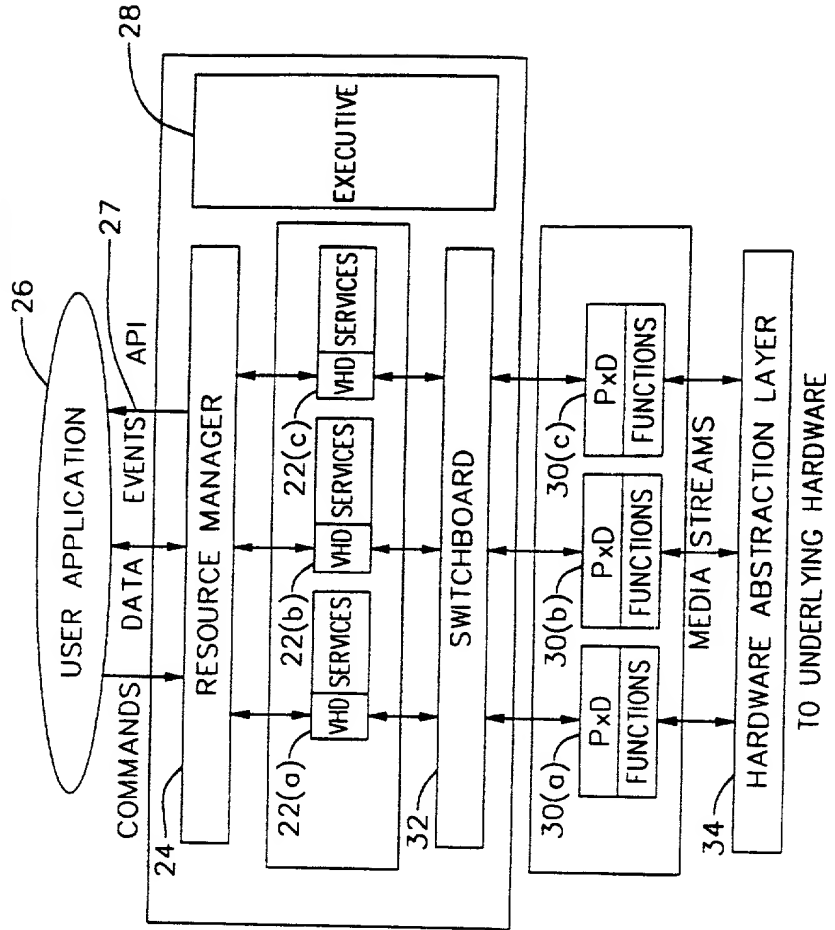 26
USER APPLICATION
27
28
COMMANDS DATA EVENTS API
24
RESOURCE MANAGER
EXECUTIVE
VHD SERVICES
VHD SERVICES
VHD SERVICES
22(a)
22(b)
22(c)
32
SWITCHBOARD
30(a)
30(b)
30(c)
PxD
FUNCTIONS
PxD
FUNCTIONS
PxD
FUNCTIONS
MEDIA STREAMS
34
HARDWARE ABSTRACTION LAYER
TO UNDERLYING HARDWARE